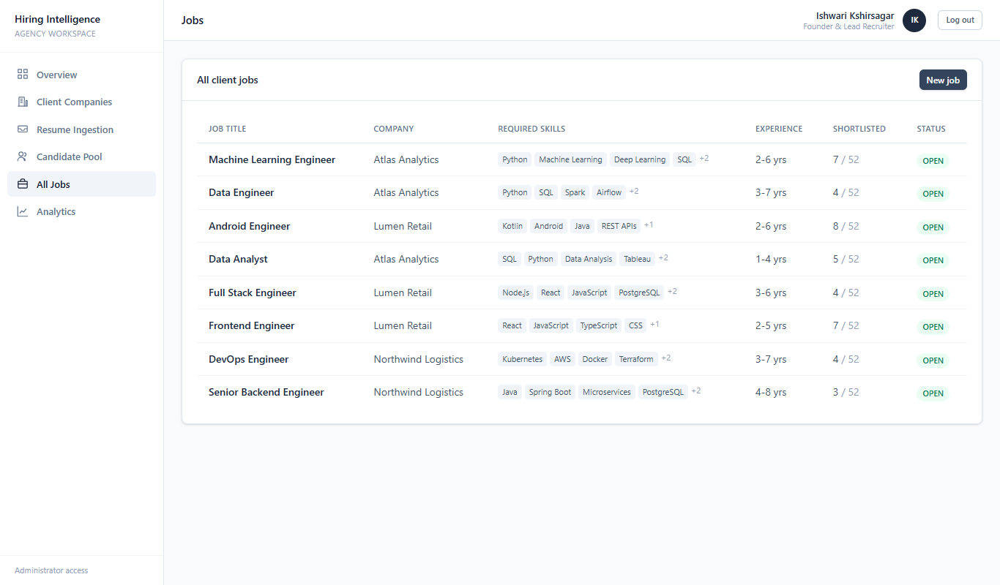 Hiring Intelligence
AGENCY WORKSPACE
Overview
Client Companies
Resume Ingestion
Candidate Pool
All Jobs
Analytics
Administrator access
Jobs
Ishwari Kshirsagar
Founder & Lead Recruiter
IK
Log out
All client jobs
New job
JOB TITLE COMPANY REQUIRED SKILLS EXPERIENCE SHORTLISTED STATUS
Machine Learning Engineer Atlas Analytics Python Machine Learning Deep Learning SQL +2 2-6 yrs 7 / 52 OPEN
Data Engineer Atlas Analytics Python SQL Spark Airflow +2 3-7 yrs 4 / 52 OPEN
Android Engineer Lumen Retail Kotlin Android Java REST APIs +1 2-6 yrs 8 / 52 OPEN
Data Analyst Atlas Analytics SQL Python Data Analysis Tableau +2 1-4 yrs 5 / 52 OPEN
Full Stack Engineer Lumen Retail Node.js React JavaScript PostgreSQL +2 3-6 yrs 4 / 52 OPEN
Frontend Engineer Lumen Retail React JavaScript TypeScript CSS +1 2-5 yrs 7 / 52 OPEN
DevOps Engineer Northwind Logistics Kubernetes AWS Docker Terraform +2 3-7 yrs 4 / 52 OPEN
Senior Backend Engineer Northwind Logistics Java Spring Boot Microservices PostgreSQL +2 4-8 yrs 3 / 52 OPEN